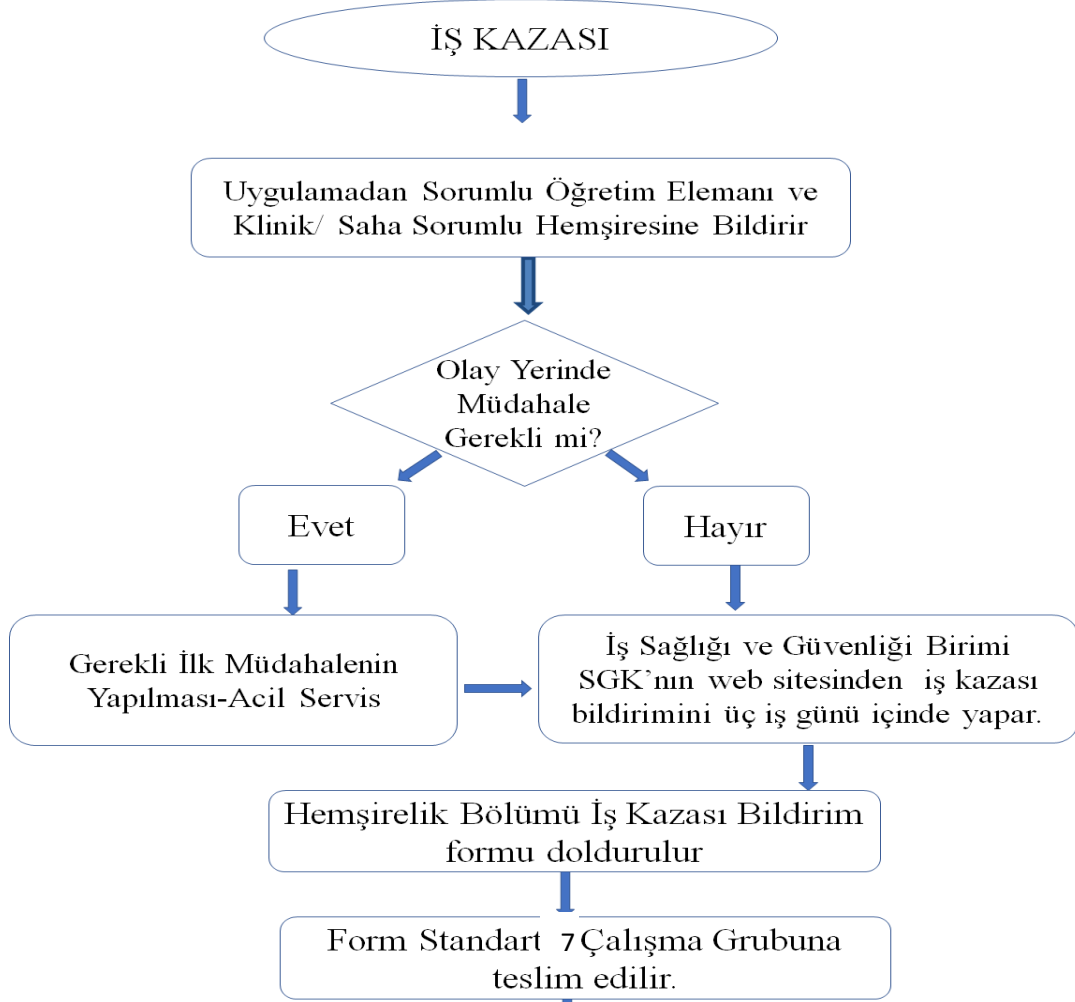 İŞ KAZASI
Uygulamadan Sorumlu Öğretim Elemanı ve
Klinik/ Saha Sorumlu Hemşiresine Bildirir
Olay Yerinde
Müdahale
Gerekli mi?
Evet
Hayır
Gerekli İlk Müdahalenin
Yapılması-Acil Servis
İş Sağlığı ve Güvenliği Birimi
SGK’nın web sitesinden iş kazası
bildirimini üç iş günü içinde yapar.
Hemşirelik Bölümü İş Kazası Bildirim
formu doldurulur
Form Standart 7 Çalışma Grubuna
teslim edilir.